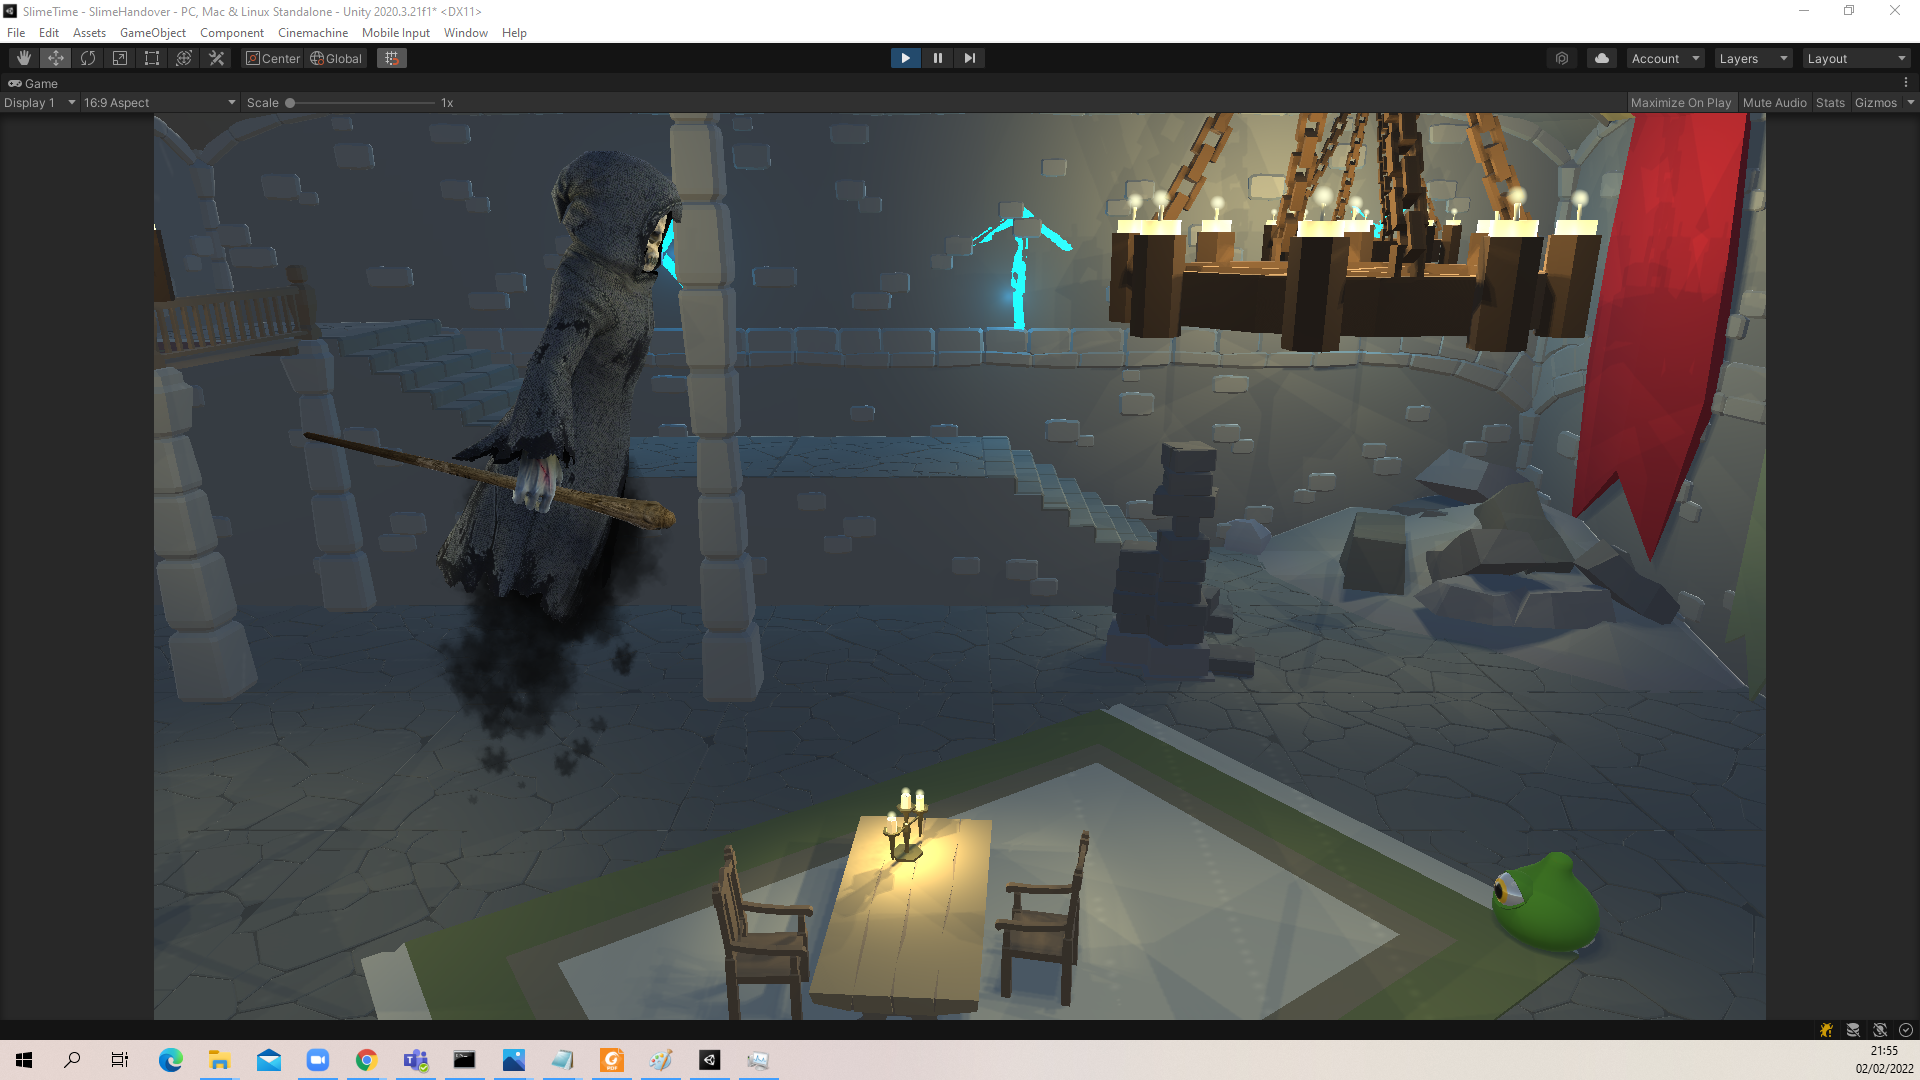 SlimeTime - SlimeHandover - PC, Mac & Linux Standalone - Unity 2020.3.21f1* <DX11>
File Edit Assets GameObject Component Cinemachine Mobile Input Window Help
Center Global Account Layers Layout
Game
Display 1 16:9 Aspect Scale 1x Maximize On Play Mute Audio Stats Gizmos
21:55
02/02/2022